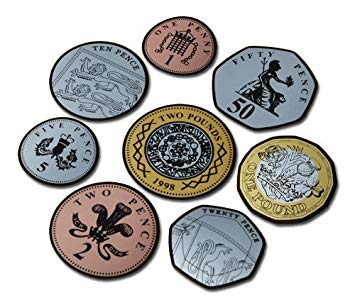 ONE PENNY
1
TEN PENCE
FIFTY PENCE
50
FIVE PENCE
5
TWO POUNDS
1998
ONE POUND
TWO PENCE
2
TWENTY PENCE